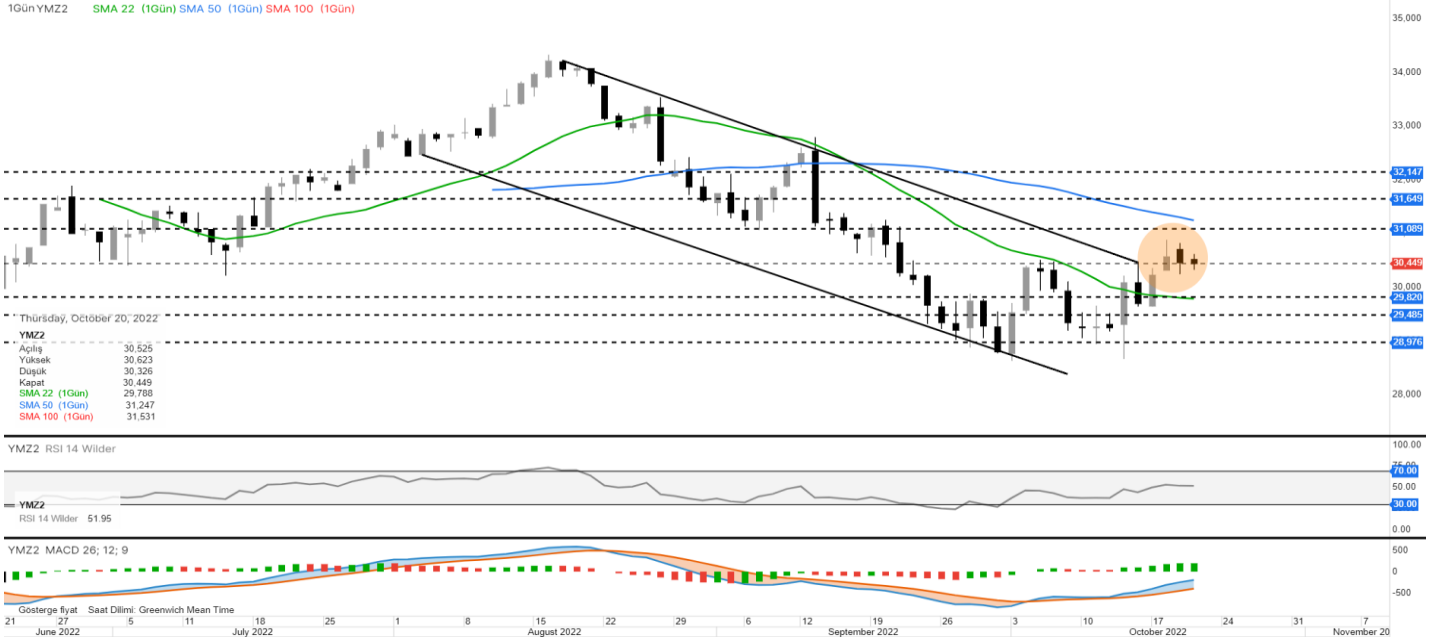 1Gün YMZ2 SMA 22 (1Gün) SMA 50 (1Gün) SMA 100 (1Gün)
35,000
34,000
33,000
32,147
32,000
31,649
31,089
30,449
30,000
29,820
29,485
28,976
28,000
Thursday, October 20, 2022
YMZ2
Açılış 30,525
Yüksek 30,623
Düşük 30,326
Kapat 30,449
SMA 22 (1Gün) 29,788
SMA 50 (1Gün) 31,247
SMA 100 (1Gün) 31,531
YMZ2 RSI 14 Wilder
100.00
75.00
70.00
50.00
30.00
0.00
YMZ2
RSI 14 Wilder 51.95
YMZ2 MACD 26; 12; 9
500
0
-500
Gösterge fiyat Saat Dilimi: Greenwich Mean Time
21 27 5 11 18 25 1 8 15 22 29 6 12 19 26 3 10 17 24 31 7
June 2022 July 2022 August 2022 September 2022 October 2022 November 20